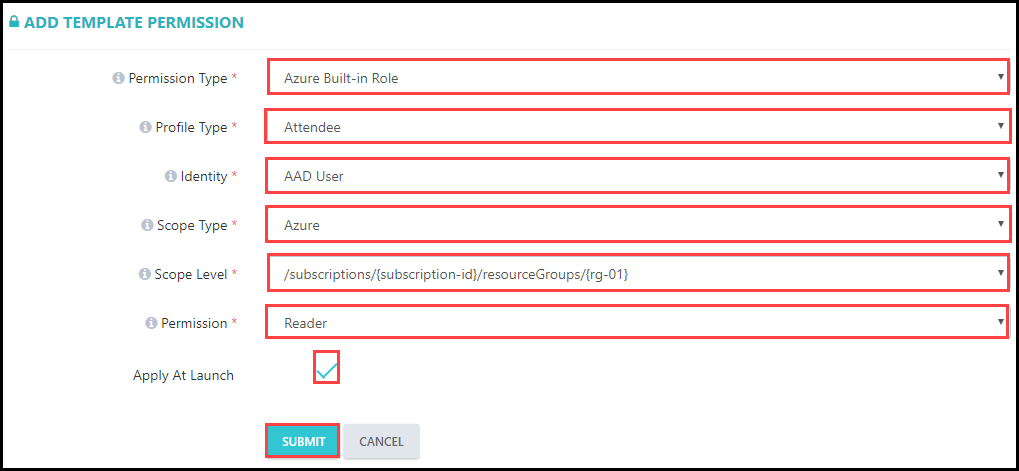 ADD TEMPLATE PERMISSION
Permission Type * Azure Built-in Role
Profile Type * Attendee
Identity * AAD User
Scope Type * Azure
Scope Level * /subscriptions/{subscription-id}/resourceGroups/{rg-01}
Permission * Reader
Apply At Launch
SUBMIT CANCEL